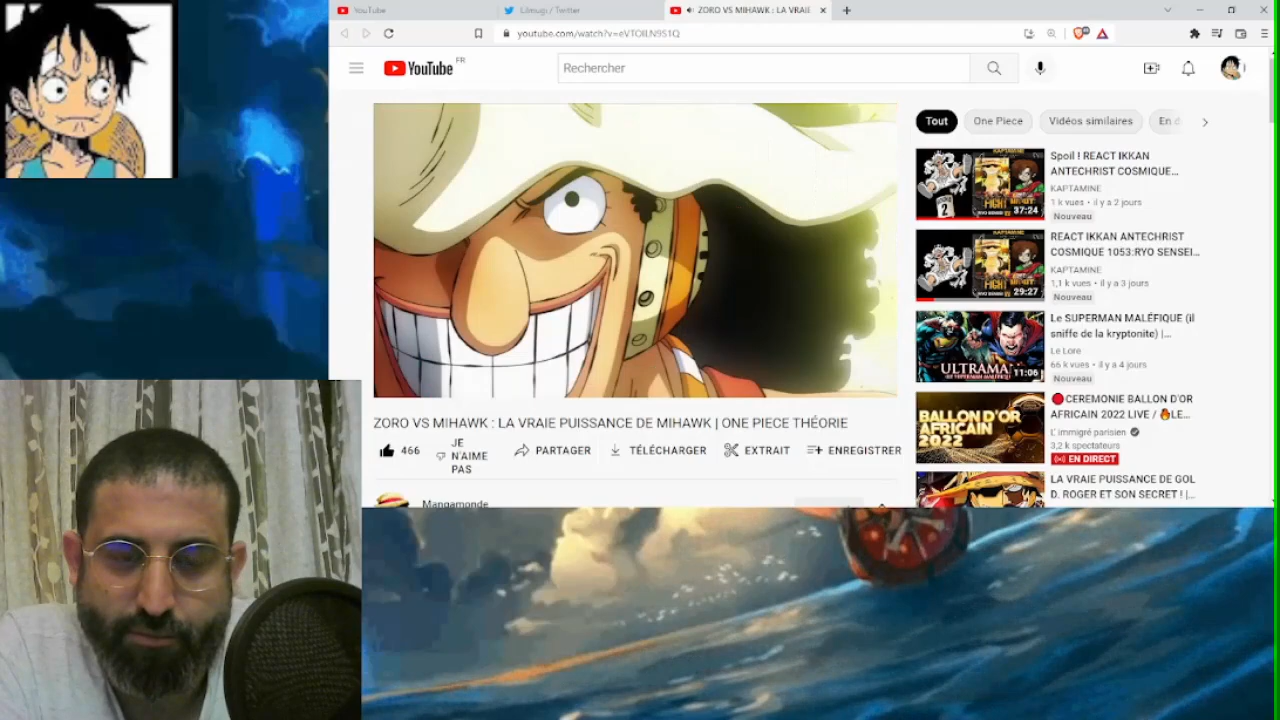 YouTube
Lômugi / Twitter
ZORO VS MIHAWK : LA VRAIE
youtube.com/watch?v=eVTOILN9S1Q
YouTube FR
Rechercher
Tout
One Piece
Vidéos similaires
En d
Spoil ! REACT IKKAN
ANTECHRIST COSMIQUE...
KAPTAMINE
1 k vues • il y a 2 jours
Nouveau
37:24
REACT IKKAN ANTECHRIST
COSMIQUE 1053:RYO SENSEI...
KAPTAMINE
1,1 k vues • il y a 3 jours
Nouveau
29:27
Le SUPERMAN MALÉFIQUE (il
sniffe de la kryptonite) |...
Le Lore
66 k vues • il y a 4 jours
Nouveau
ULTRAMA
11:06
CEREMONIE BALLON D'OR
AFRICAIN 2022 LIVE / LE...
L' immigré parisien
3,2 k spectateurs
EN DIRECT
BALLON D'OR
AFRICAIN
2022
LA VRAIE PUISSANCE DE GOL
D. ROGER ET SON SECRET ! |...
ZORO VS MIHAWK : LA VRAIE PUISSANCE DE MIHAWK | ONE PIECE THÉORIE
466
JE
N'AIME
PAS
PARTAGER
TÉLÉCHARGER
EXTRAIT
ENREGISTRER
Mangamonde